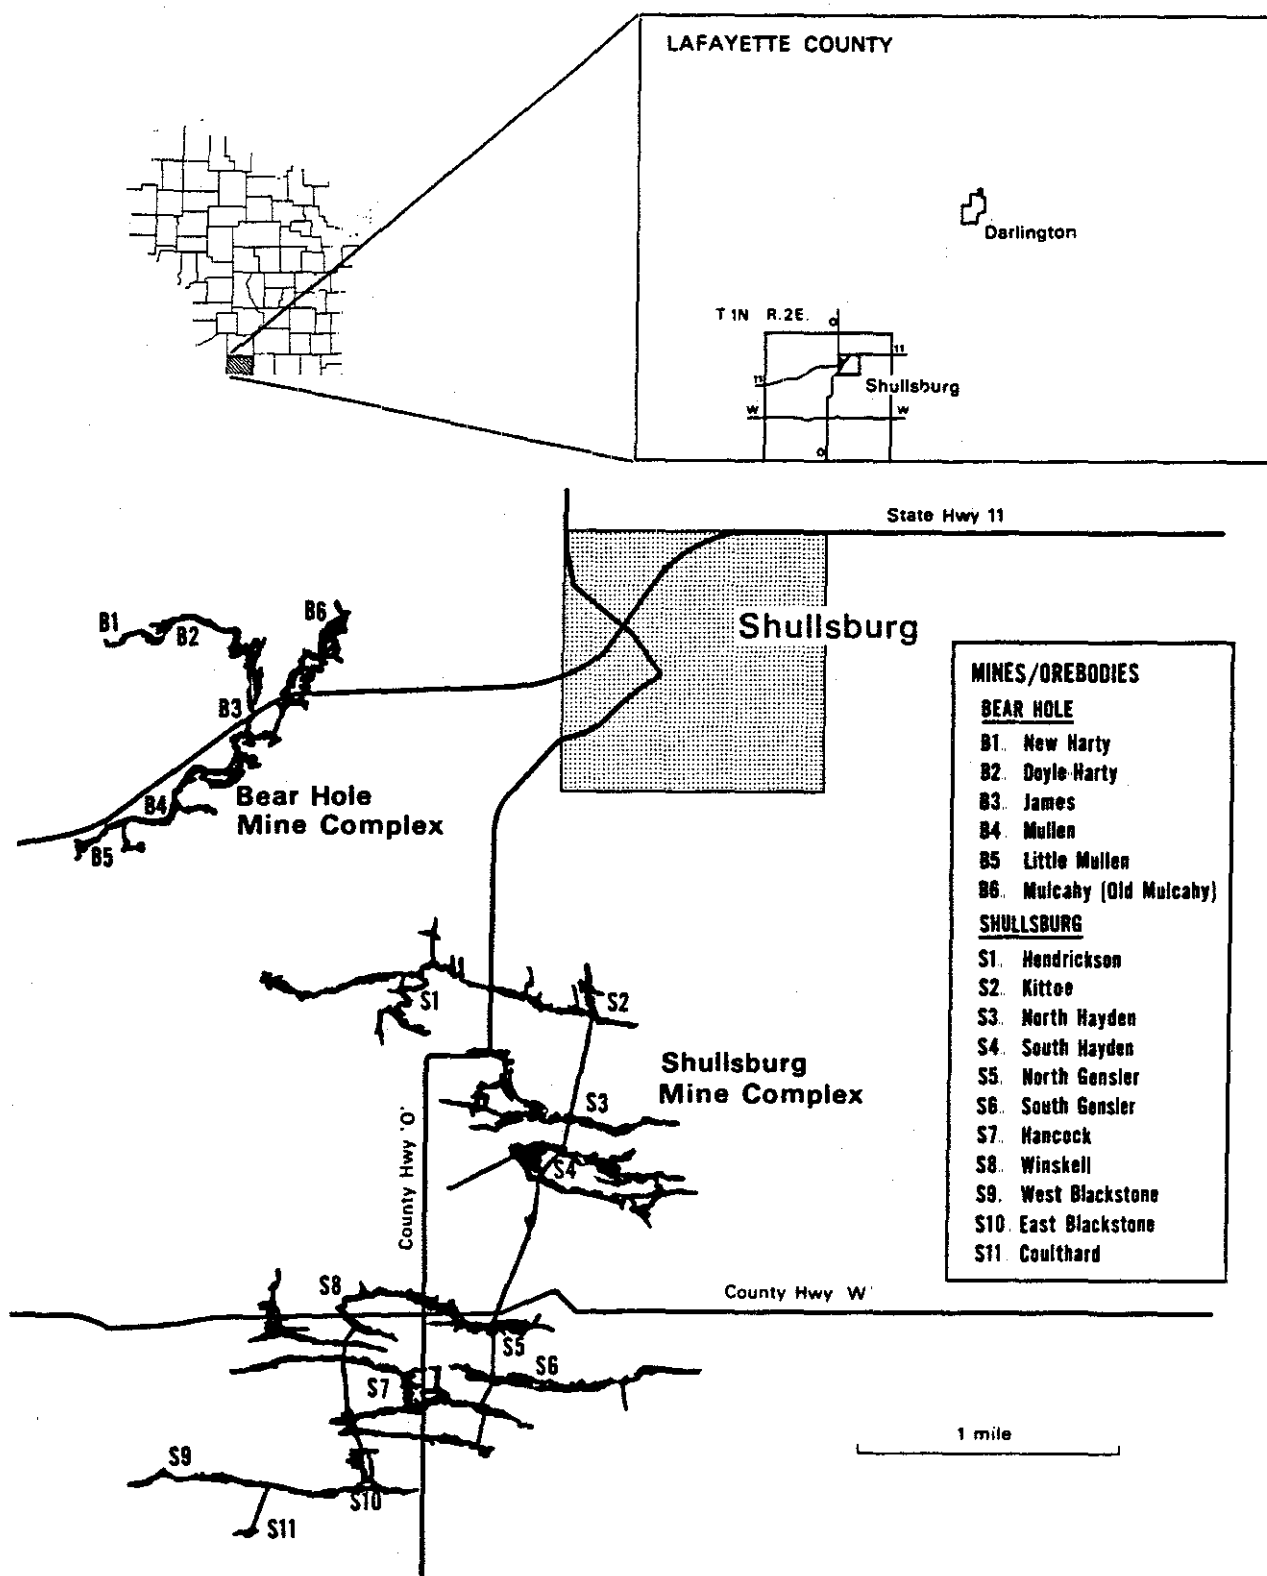 LAFAYETTE COUNTY
Darlington
T 1N R.2E.
O
11
11
Shullsburg
W
W
O
State Hwy 11
B1
B2
B6
Shullsburg
B3
B4
Bear Hole
Mine Complex
B5
MINES/OREBODIES
BEAR HOLE
B1. New Harty
B2. Doyle-Harty
B3. James
B4. Mullen
B5 Little Mullen
B6. Mulcahy (Old Mulcahy)
SHULLSBURG
S1. Hendrickson
S2. Kittoe
S3. North Hayden
S4. South Hayden
S5. North Gensler
S6. South Gensler
S7. Hancock
S8. Winskell
S9. West Blackstone
S10. East Blackstone
S11 Coulthard
S1
S2
Shullsburg
Mine Complex
S3
S4
County Hwy 'O'
S8
County Hwy 'W'
S5
S6
S7
1 mile
S9
S10
S11